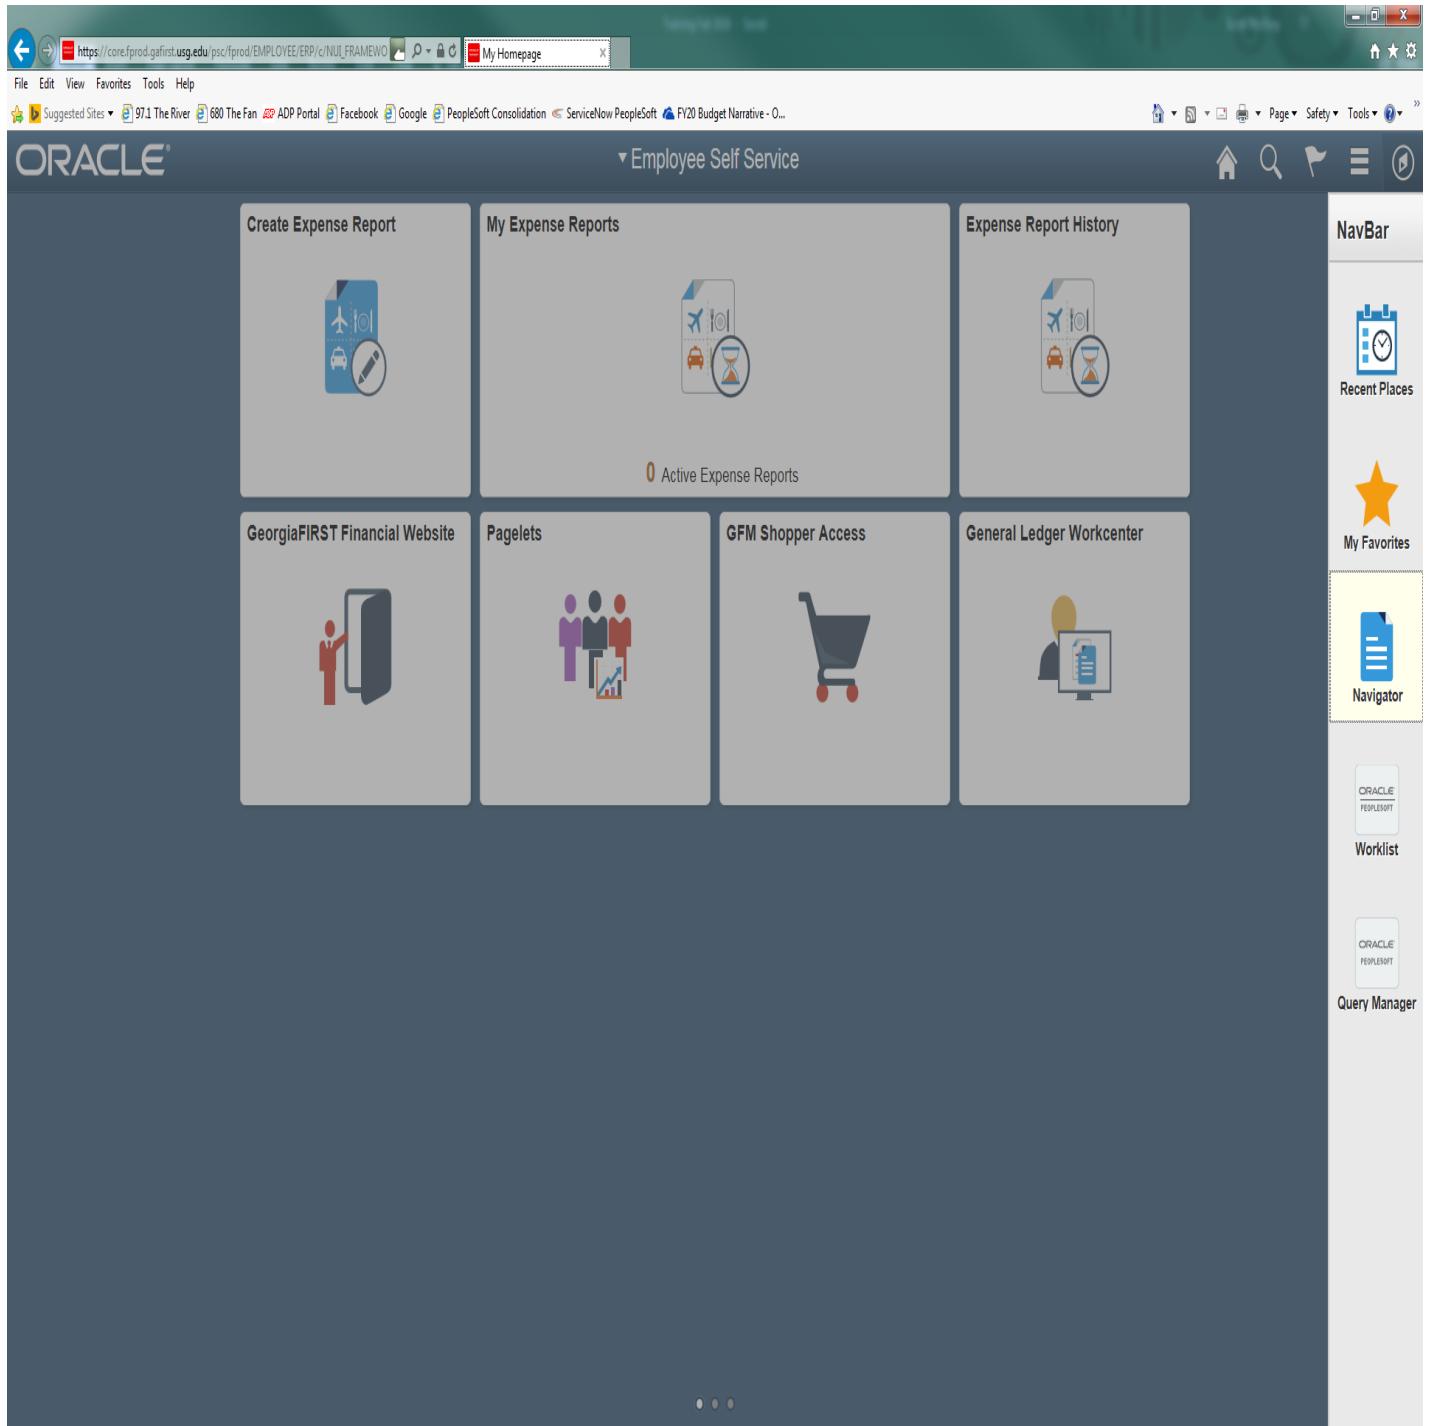 https://core.fprod.gafirst.usg.edu/psc/fprod/EMPLOYEE/ERP/c/NUI_FRAMEWO
My Homepage
File Edit View Favorites Tools Help
Suggested Sites 97.1 The River 680 The Fan ADP Portal Facebook Google PeopleSoft Consolidation ServiceNow PeopleSoft FY20 Budget Narrative - O...
Page Safety Tools
ORACLE
Employee Self Service
Create Expense Report
My Expense Reports
0 Active Expense Reports
Expense Report History
GeorgiaFIRST Financial Website
Pagelets
GFM Shopper Access
General Ledger Workcenter
NavBar
Recent Places
My Favorites
Navigator
ORACLE
PEOPLESOFT
Worklist
ORACLE
PEOPLESOFT
Query Manager